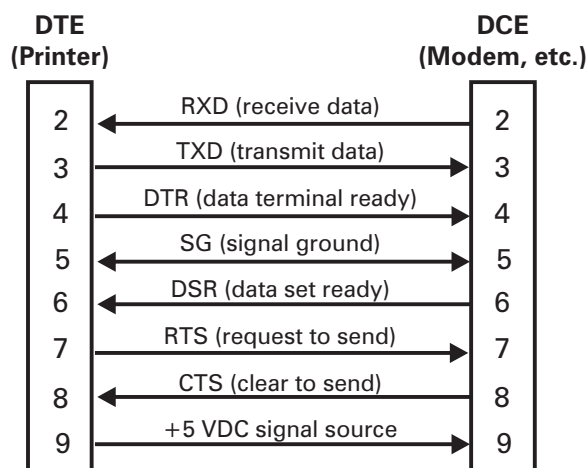 DTE DCE
(Printer) (Modem, etc.)
2 RXD (receive data) 2
3 TXD (transmit data) 3
4 DTR (data terminal ready) 4
5 SG (signal ground) 5
6 DSR (data set ready) 6
7 RTS (request to send) 7
8 CTS (clear to send) 8
9 +5 VDC signal source 9